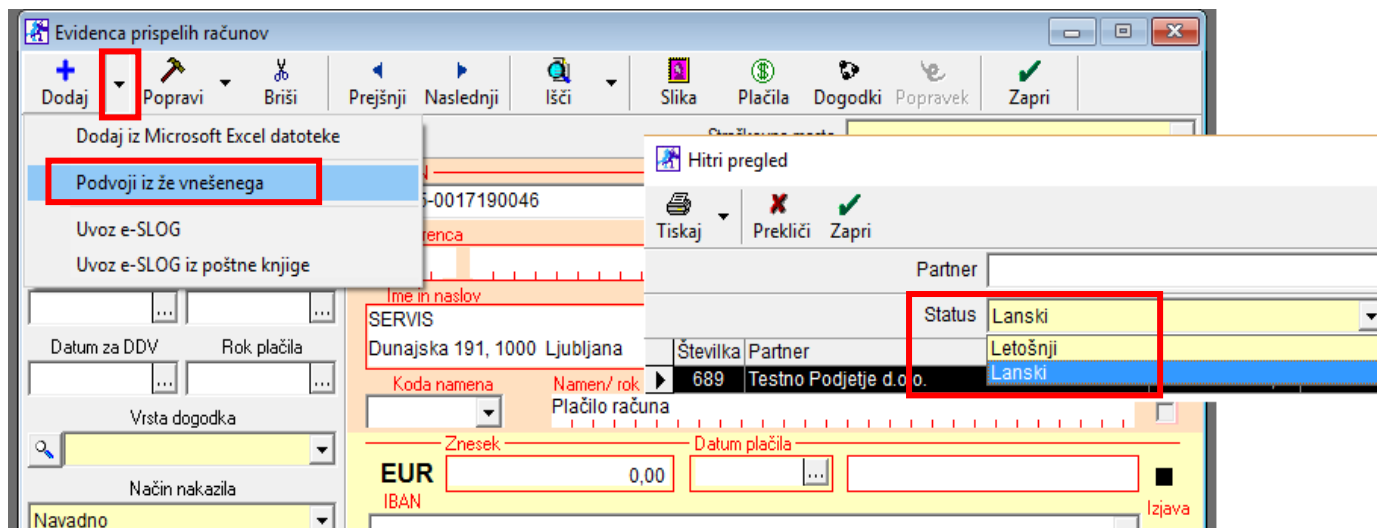 Evidenca prispelih računov
Dodaj Popravi Briši Prejšnji Naslednji Išči Slika Plačila Dogodki Popravek Zapri
Dodaj iz Microsoft Excel datoteke
Podvoji iz že vnešenega
Uvoz e-SLOG
Uvoz e-SLOG iz poštne knjige
-0017190046
Hitri pregled
Tiskaj Prekliči Zapri
Partner
Status Lanski
Letošnji
Lanski
Številka Partner
689 Testno Podjetje d.o.o.
Ime in naslov
SERVIS
Dunajska 191, 1000 Ljubljana
Datum za DDV Rok plačila
Koda namena Namen/ rok
Plačilo računa
Vrsta dogodka
Znesek Datum plačila
EUR 0,00
Način nakazila
IBAN Izjava
Navadno